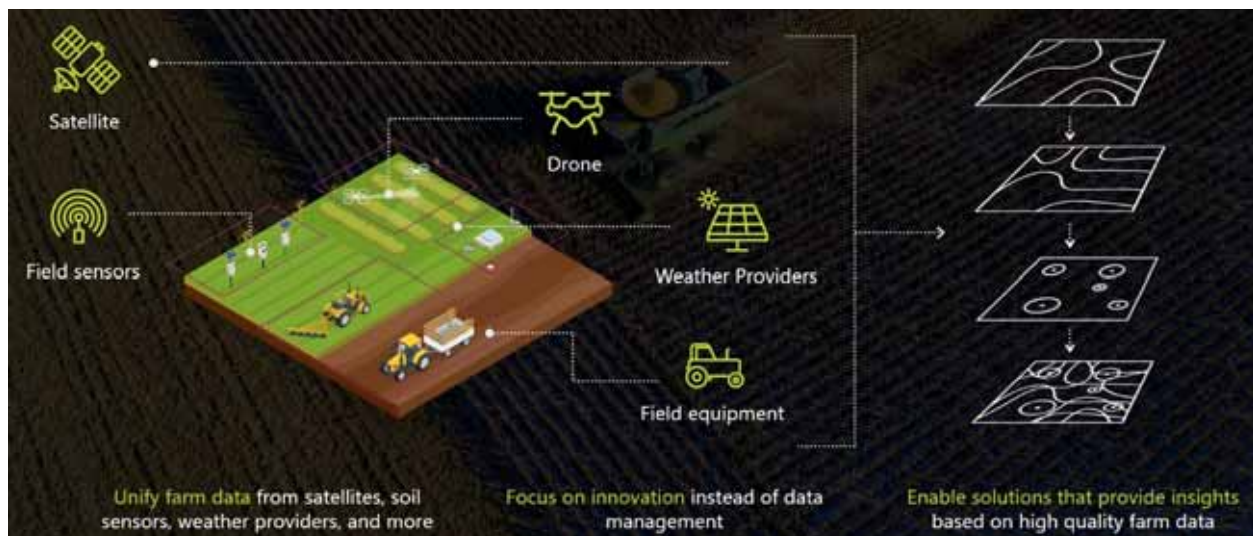 Satellite
Drone
Field sensors
Weather Providers
Field equipment
Unify farm data from satellites, soil
sensors, weather providers, and more
Focus on innovation instead of data
management
Enable solutions that provide insights
based on high quality farm data